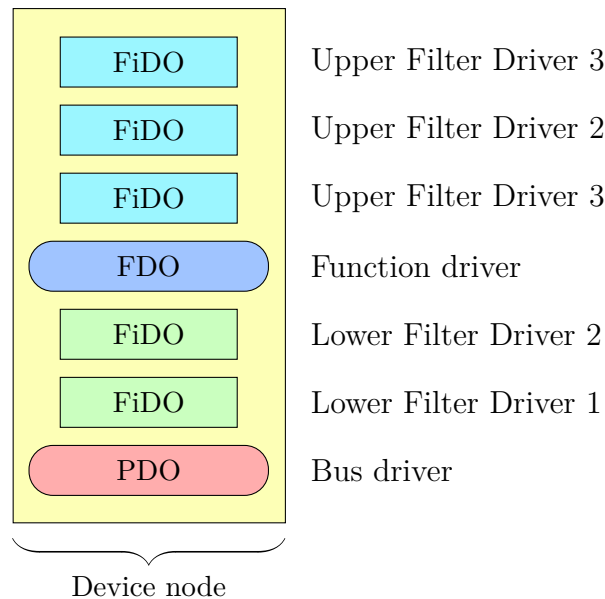 FiDO Upper Filter Driver 3
FiDO Upper Filter Driver 2
FiDO Upper Filter Driver 3
FDO Function driver
FiDO Lower Filter Driver 2
FiDO Lower Filter Driver 1
PDO Bus driver
Device node